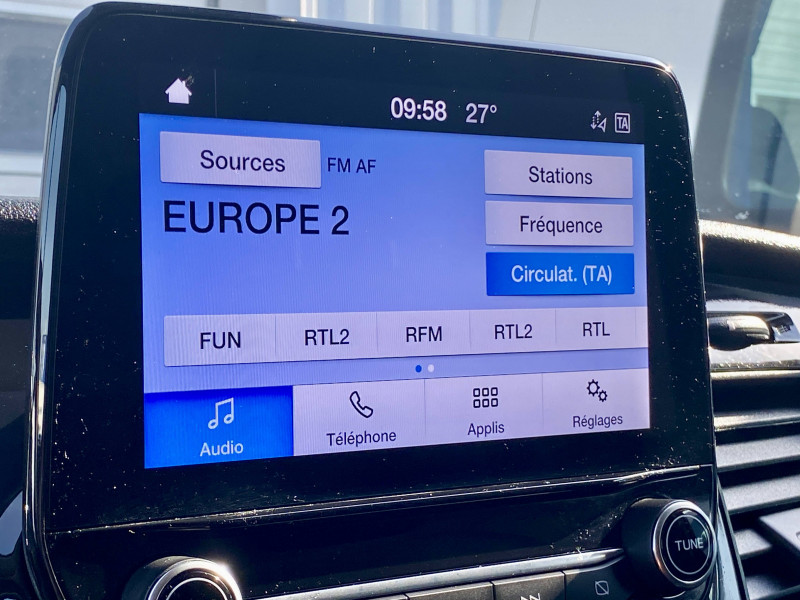 09:58 27°
TA
Sources FM AF
EUROPE 2
Stations
Fréquence
Circulat. (TA)
FUN RTL2 RFM RTL2 RTL
Audio Téléphone Applis Réglages
TUNE